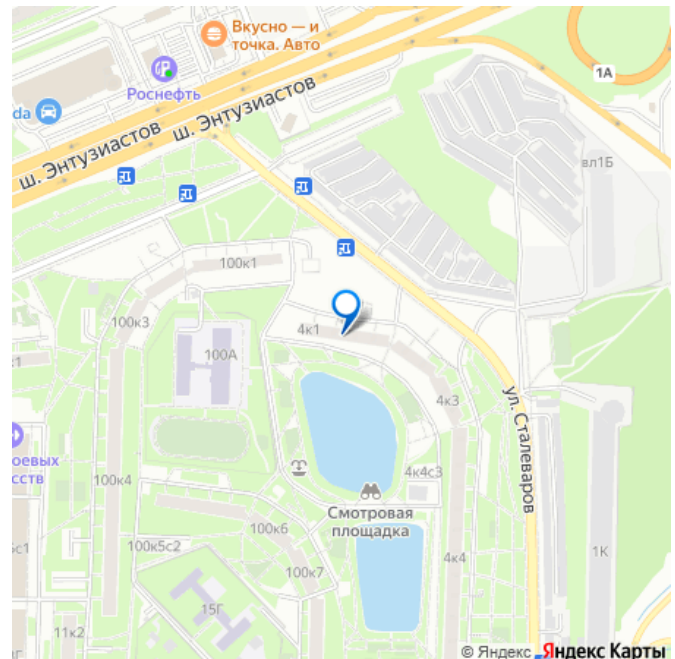 Вкусно — и
точка. Авто
Роснефть
da
ш. Энтузиастов
ш. Энтузиастов
1А
вл1Б
100к1
100к3
4к1
100А
к1
4к3
ул. Сталеваров
оевых
сств
100к4
4к4с3
Смотровая
площадка
100к6
100к5с2
5с1
100к7
4к4
1К
15Г
11к2
© Яндекс Яндекс Карты